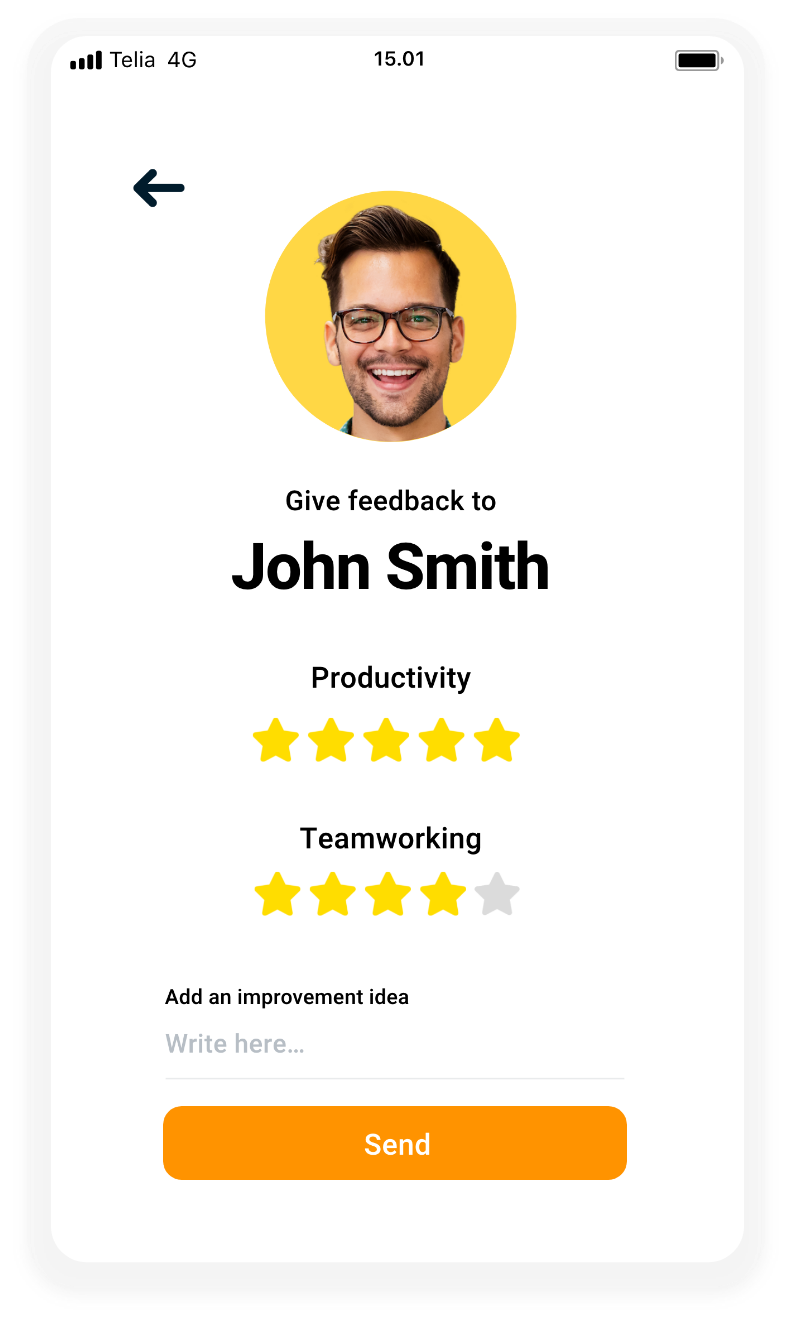 Telia 4G 15.01
Give feedback to
John Smith
Productivity
Teamworking
Add an improvement idea
Write here...
Send